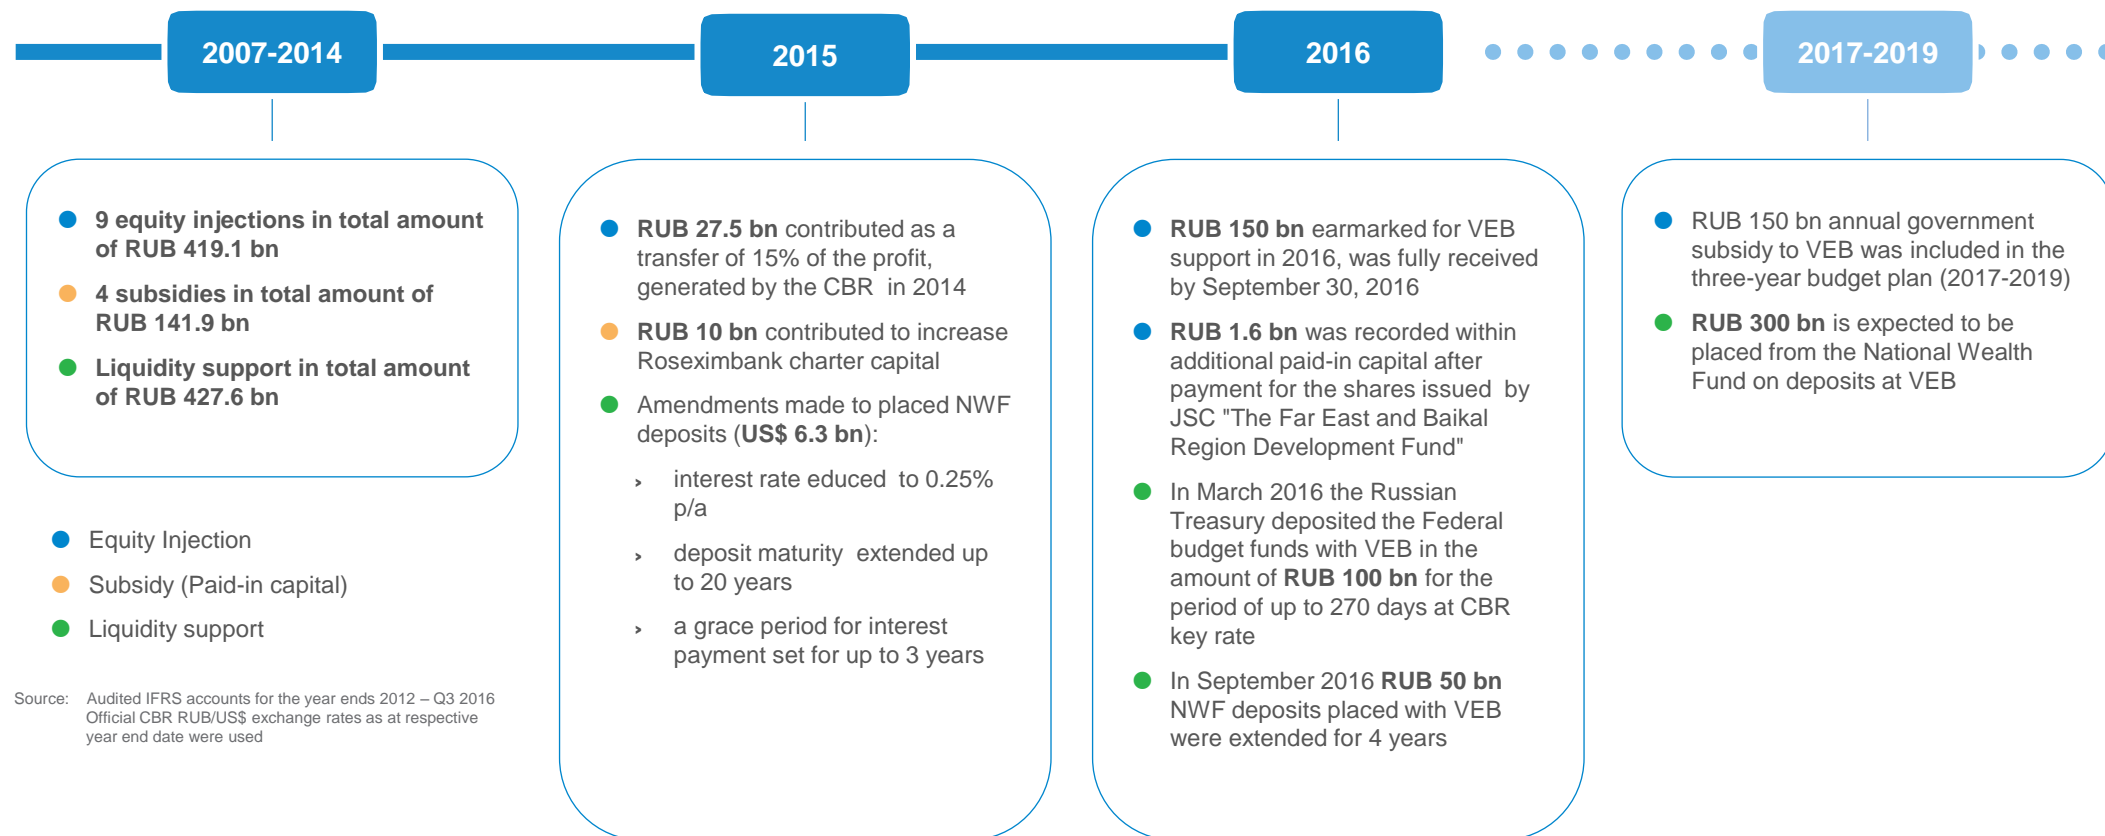 2007-2014
2015
2016
2017-2019
9 equity injections in total amount
of RUB 419.1 bn
4 subsidies in total amount of
RUB 141.9 bn
Liquidity support in total amount
of RUB 427.6 bn
Equity Injection
Subsidy (Paid-in capital)
Liquidity support
Source: Audited IFRS accounts for the year ends 2012 – Q3 2016
Official CBR RUB/US$ exchange rates as at respective
year end date were used
RUB 27.5 bn contributed as a
transfer of 15% of the profit,
generated by the CBR in 2014
RUB 10 bn contributed to increase
Roseximbank charter capital
Amendments made to placed NWF
deposits (US$ 6.3 bn):
› interest rate educed to 0.25%
p/a
› deposit maturity extended up
to 20 years
› a grace period for interest
payment set for up to 3 years
RUB 150 bn earmarked for VEB
support in 2016, was fully received
by September 30, 2016
RUB 1.6 bn was recorded within
additional paid-in capital after
payment for the shares issued by
JSC "The Far East and Baikal
Region Development Fund"
In March 2016 the Russian
Treasury deposited the Federal
budget funds with VEB in the
amount of RUB 100 bn for the
period of up to 270 days at CBR
key rate
In September 2016 RUB 50 bn
NWF deposits placed with VEB
were extended for 4 years
RUB 150 bn annual government
subsidy to VEB was included in the
three-year budget plan (2017-2019)
RUB 300 bn is expected to be
placed from the National Wealth
Fund on deposits at VEB